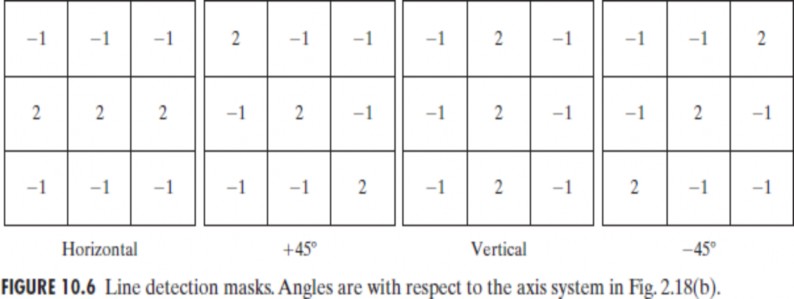 −1 −1 −1 2 −1 −1 −1 2 −1 −1 −1 2
2 2 2 −1 2 −1 −1 2 −1 −1 2 −1
−1 −1 −1 −1 −1 2 −1 2 −1 2 −1 −1
Horizontal +45° Vertical −45°
FIGURE 10.6 Line detection masks. Angles are with respect to the axis system in Fig. 2.18(b).